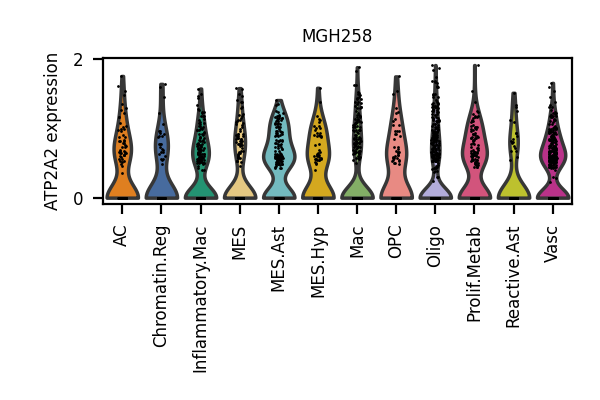 MGH258
ATP2A2 expression
2
0
AC
Chromatin.Reg
Inflammatory.Mac
MES
MES.Ast
MES.Hyp
Mac
OPC
Oligo
Prolif.Metab
Reactive.Ast
Vasc